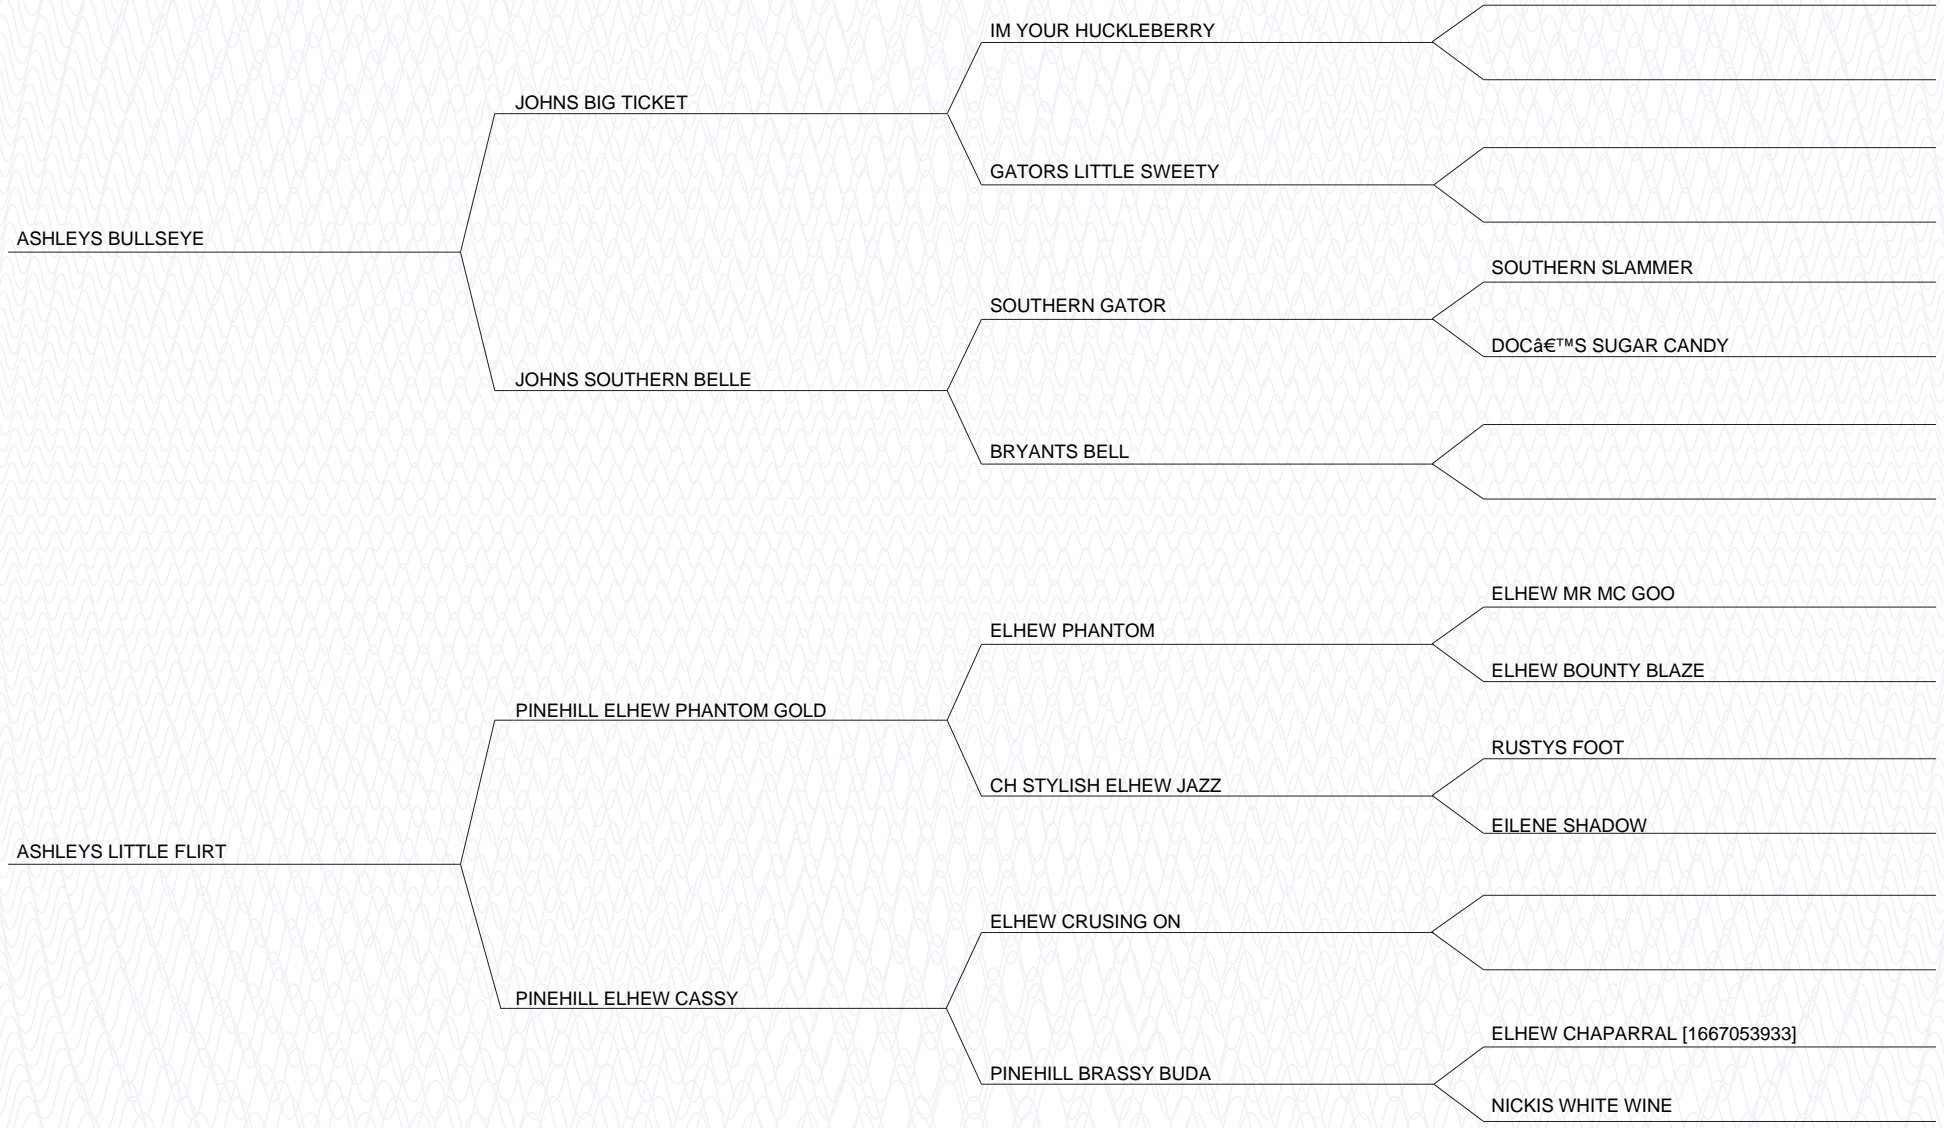 IM YOUR HUCKLEBERRY
JOHNS BIG TICKET
GATORS LITTLE SWEETY
ASHLEYS BULLSEYE
SOUTHERN SLAMMER
SOUTHERN GATOR
DOCâ€™S SUGAR CANDY
JOHNS SOUTHERN BELLE
BRYANTS BELL
ELHEW MR MC GOO
ELHEW PHANTOM
ELHEW BOUNTY BLAZE
PINEHILL ELHEW PHANTOM GOLD
RUSTYS FOOT
CH STYLISH ELHEW JAZZ
EILENE SHADOW
ASHLEYS LITTLE FLIRT
ELHEW CRUSING ON
PINEHILL ELHEW CASSY
ELHEW CHAPARRAL [1667053933]
PINEHILL BRASSY BUDA
NICKIS WHITE WINE